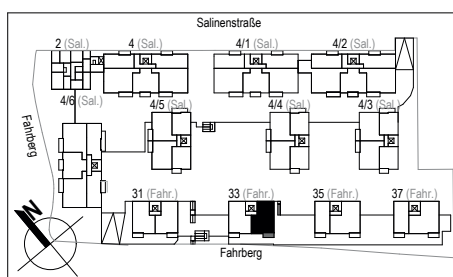 Salinenstraße
2 (Sal.) 4 (Sal.) 4/1 (Sal.) 4/2 (Sal.)
4/6 (Sal.) 4/5 (Sal.) 4/4 (Sal.) 4/3 (Sal.)
Fahrberg
31 (Fahr.) 33 (Fahr.) 35 (Fahr.) 37 (Fahr.)
N
Fahrberg